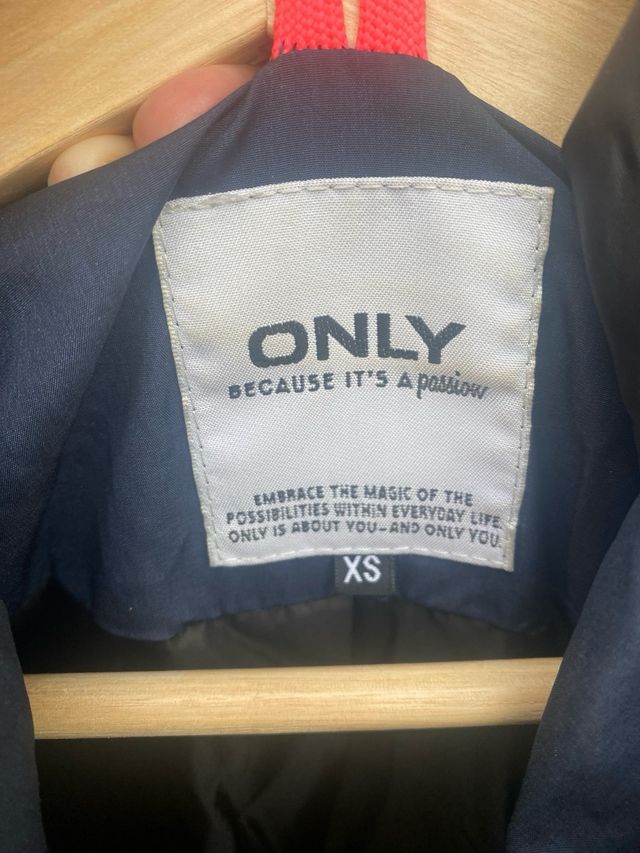 ONLY
BECAUSE IT'S A passion
EMBRACE THE MAGIC OF THE
POSSIBILITIES WITHIN EVERYDAY LIFE.
ONLY IS ABOUT YOU-AND ONLY YOU.
XS